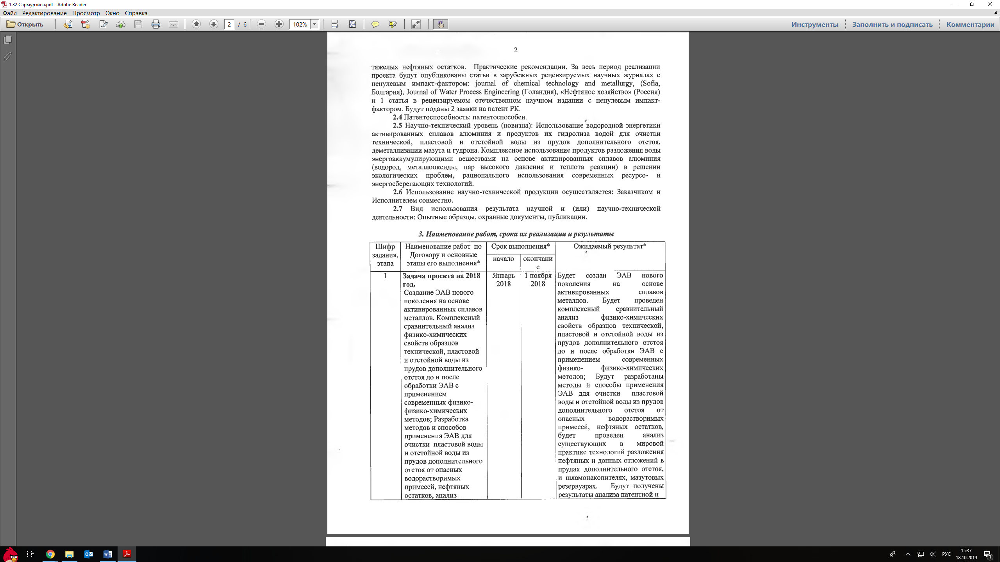 1.32 Сармурзина.pdf - Adobe Reader
Файл Редактирование Просмотр Окно Справка
Открыть 2 / 6 102% Инструменты Заполнить и подписать Комментарии
2
тяжелых нефтяных остатков. Практические рекомендации. За весь период реализации
проекта будут опубликованы статьи в зарубежных рецензируемых научных журналах с
ненулевым импакт-фактором: journal of chemical technology and metallurgy, (Sofia,
Болгария), Journal of Water Process Engineering (Голандия), «Нефтяное хозяйство» (Россия)
и 1 статья в рецензируемом отечественном научном издании с ненулевым импакт-
фактором. Будут поданы 2 заявки на патент РК.
2.4 Патентоспособность: патентоспособен.
2.5 Научно-технический уровень (новизна): Использование водородной энергетики
активированных сплавов алюминия и продуктов их гидролиза водой для очистки
технической, пластовой и отстойной воды из прудов дополнительного отстоя,
деметаллизации мазута и гудрона. Комплексное использование продуктов разложения воды
энергоаккумулирующими веществами на основе активированных сплавов алюминия
(водород, металлооксиды, пар высокого давления и теплота реакции) в решении
экологических проблем, рационального использования современных ресурсо- и
энергосберегающих технологий.
2.6 Использование научно-технической продукции осуществляется: Заказчиком и
Исполнителем совместно.
2.7 Вид использования результата научной и (или) научно-технической
деятельности: Опытные образцы, охранные документы, публикации.
3. Наименование работ, сроки их реализации и результаты
Шифр
задания,
этапа
Наименование работ по
Договору и основные
этапы его выполнения*
Срок выполнения*
начало
окончани
е
Ожидаемый результат*
1
Задача проекта на 2018
год.
Создание ЭАВ нового
поколения на основе
активированных сплавов
металлов. Комплексный
сравнительный анализ
физико-химических
свойств образцов
технической, пластовой
и отстойной воды из
прудов дополнительного
отстоя до и после
обработки ЭАВ с
применением
современных физико-
физико-химических
методов; Разработка
методов и способов
применения ЭАВ для
очистки пластовой воды
и отстойной воды из
прудов дополнительного
отстоя от опасных
водорастворимых
примесей, нефтяных
остатков, анализ
Январь
2018
1 ноября
2018
Будет создан ЭАВ нового
поколения на основе
активированных сплавов
металлов. Будет проведен
комплексный сравнительный
анализ физико-химических
свойств образцов технической,
пластовой и отстойной воды из
прудов дополнительного отстоя
до и после обработки ЭАВ с
применением современных
физико- физико-химических
методов; Будут разработаны
методы и способы применения
ЭАВ для очистки пластовой
воды и отстойной воды из прудов
дополнительного отстоя от
опасных водорастворимых
примесей, нефтяных остатков,
будет проведен анализ
существующих в мировой
практике технологий разложения
нефтяных и донных отложений в
прудах дополнительного отстоя,
и шламонакопителях, мазутовых
резервуарах. Будут получены
результаты анализа патентной и
РУС
15:37
18.10.2019
1